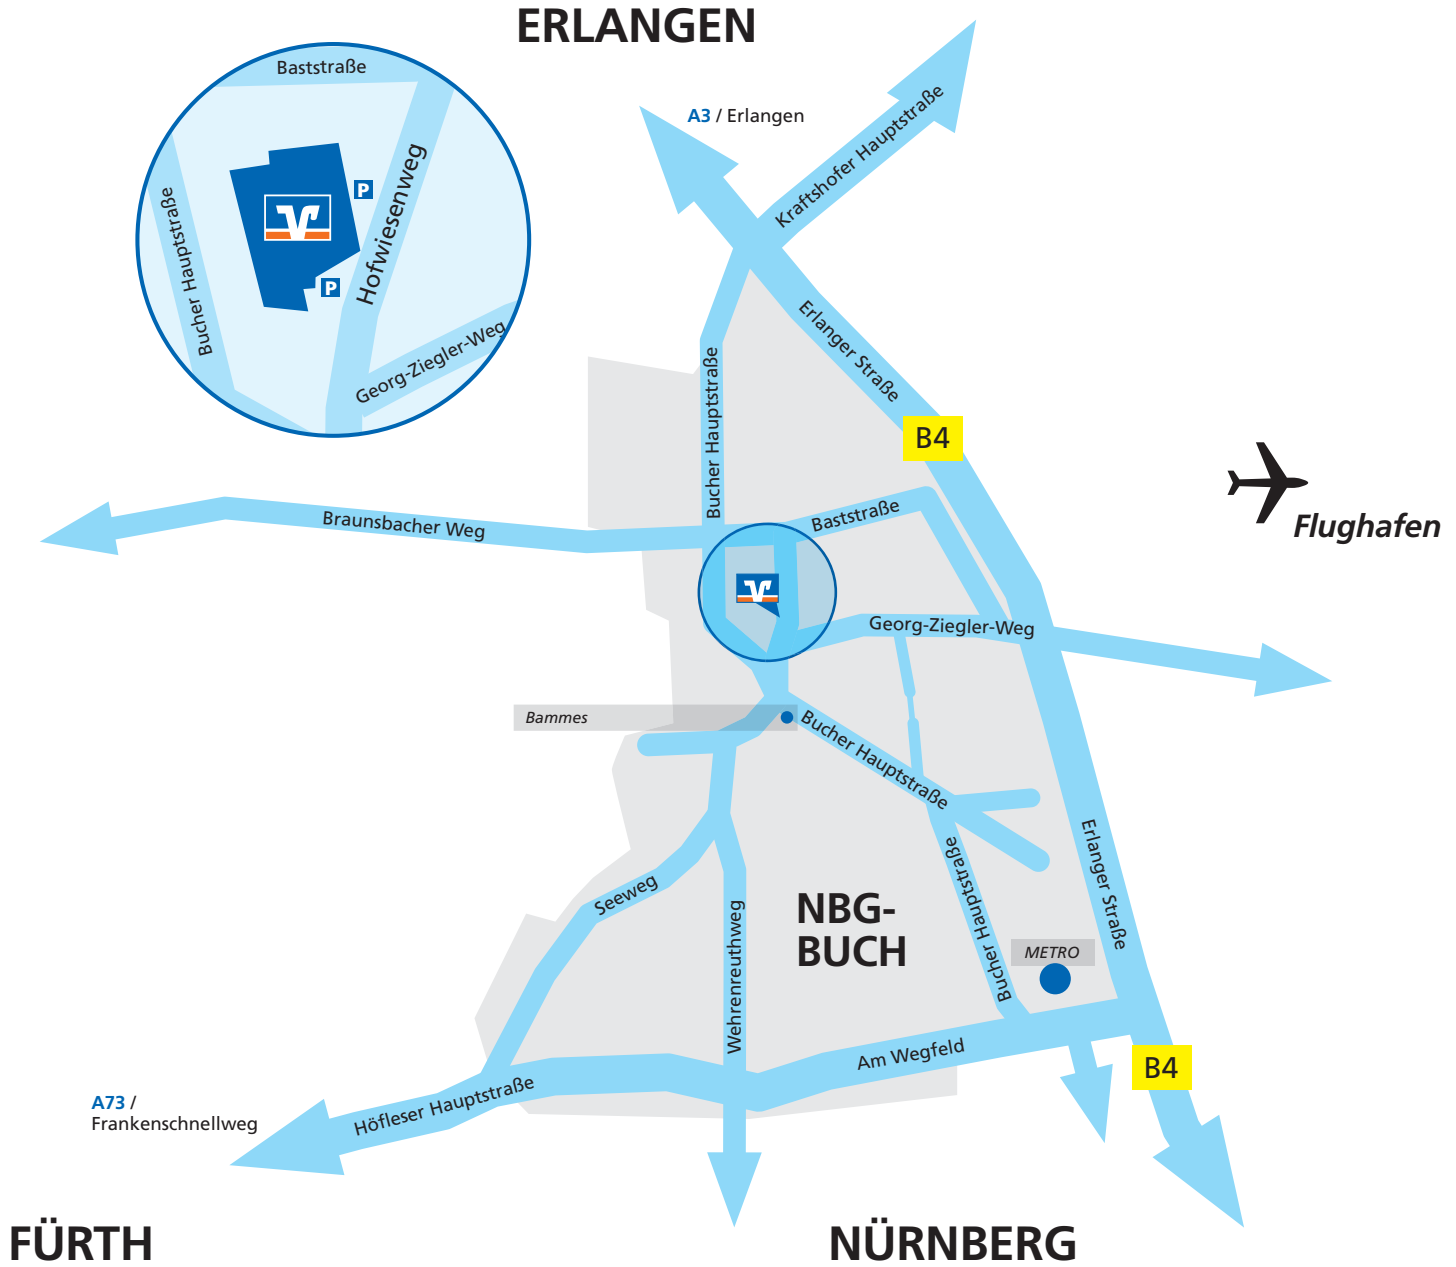 ERLANGEN
Baststraße
A3 / Erlangen
Kraftshofer Hauptstraße
P
Hofwiesenweg
Bucher Hauptstraße
P
Georg-Ziegler-Weg
Erlanger Straße
Bucher Hauptstraße
B4
Flughafen
Braunsbacher Weg
Baststraße
Georg-Ziegler-Weg
Bammes
Bucher Hauptstraße
Erlanger Straße
Bucher Hauptstraße
Seeweg
NBG-
BUCH
Wehrenreuthweg
METRO
Am Wegfeld
B4
A73 /
Frankenschnellweg
Höfleser Hauptstraße
FÜRTH
NÜRNBERG